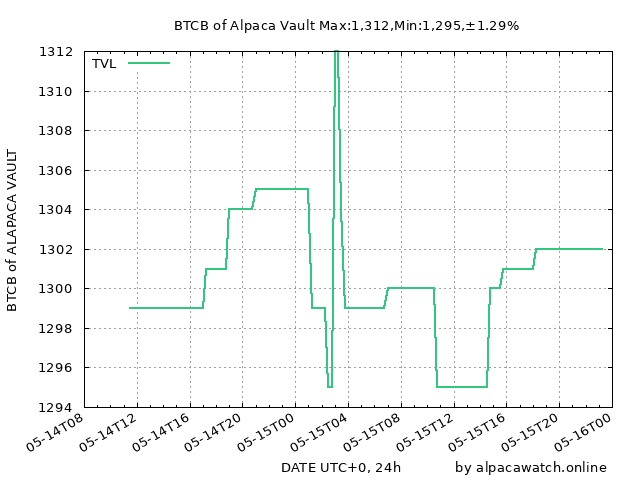 BTCB of Alpaca Vault Max:1,312,Min:1,295,±1.29%
TVL
1312
1310
1308
1306
1304
1302
1300
1298
1296
1294
BTCB of ALAPACA VAULT
05-14T08
05-14T12
05-14T16
05-14T20
05-15T00
05-15T04
05-15T08
05-15T12
05-15T16
05-15T20
05-16T00
DATE UTC+0, 24h
by alpacawatch.online